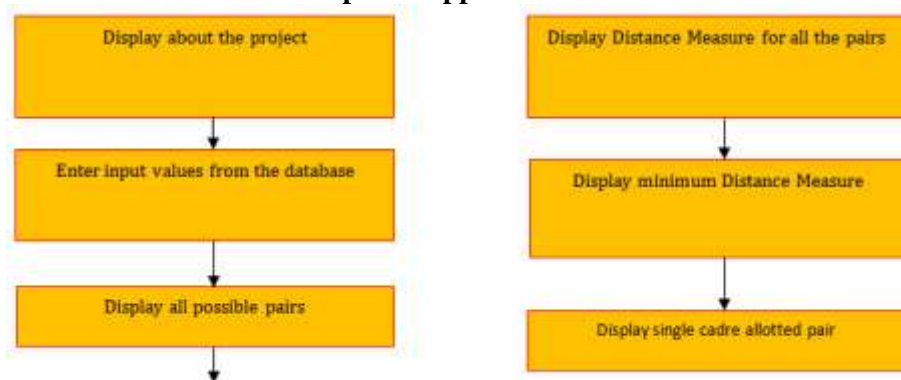 Display about the project
Enter input values from the database
Display all possible pairs
Display Distance Measure for all the pairs
Display minimum Distance Measure
Display single cadre allotted pair